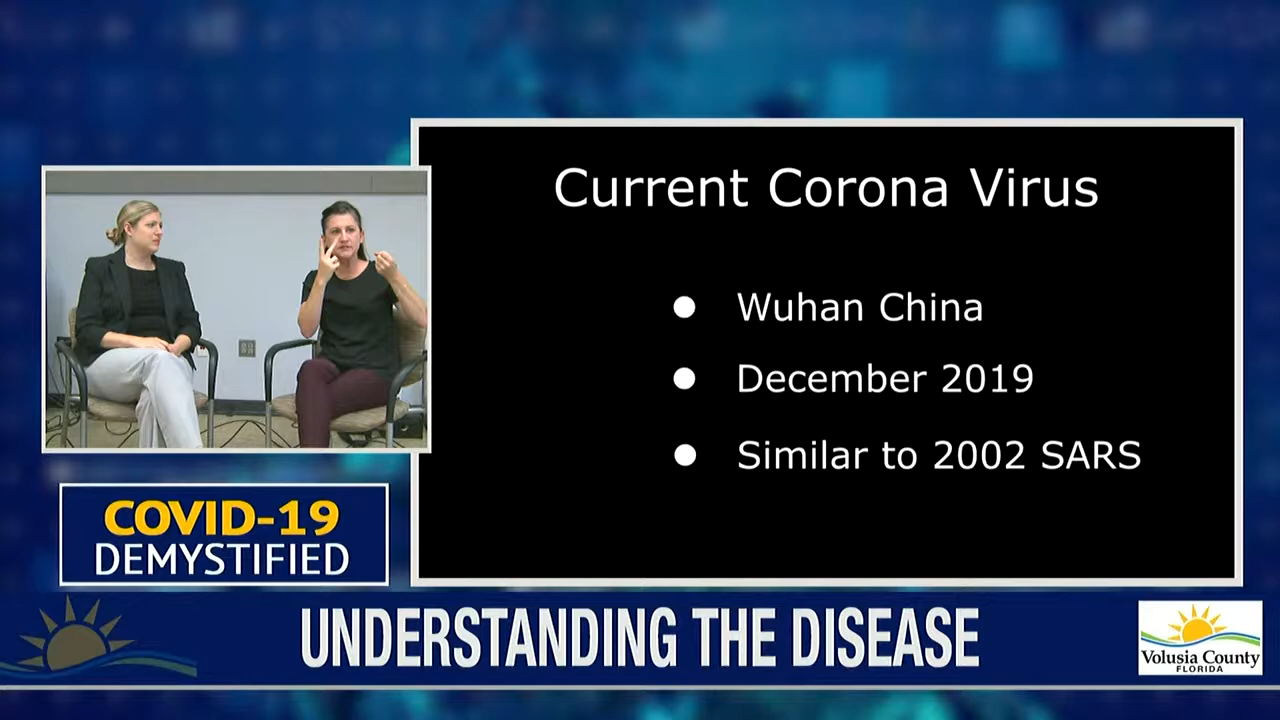 Current Corona Virus
● Wuhan China
● December 2019
● Similar to 2002 SARS
COVID-19
DEMYSTIFIED
UNDERSTANDING THE DISEASE
Volusia County
FLORIDA